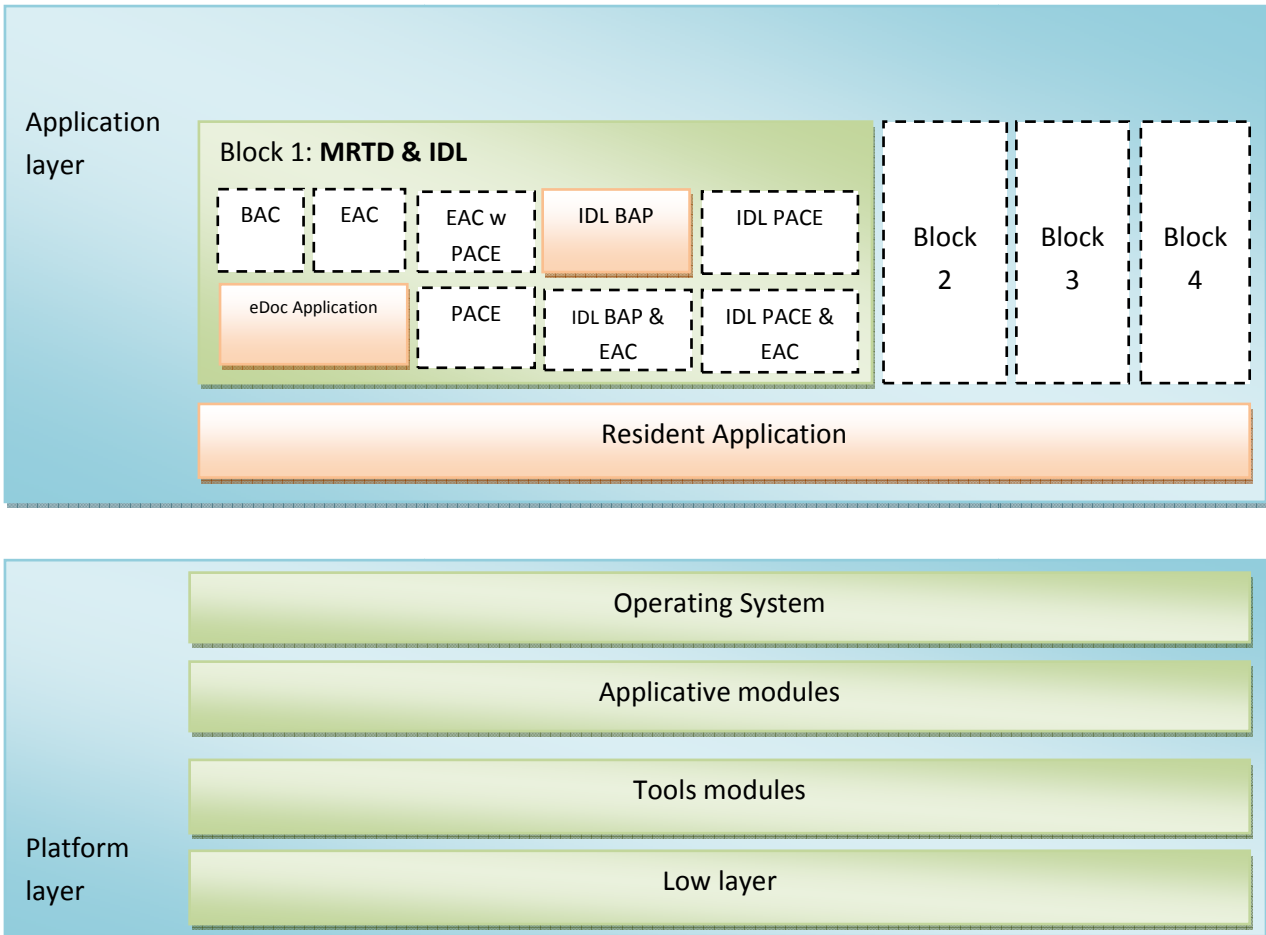 Application
layer
Block 1: MRTD & IDL
BAC
EAC
EAC w
PACE
IDL BAP
IDL PACE
eDoc Application
PACE
IDL BAP &
EAC
IDL PACE &
EAC
Block
2
Block
3
Block
4
Resident Application
Operating System
Applicative modules
Tools modules
Platform
layer
Low layer